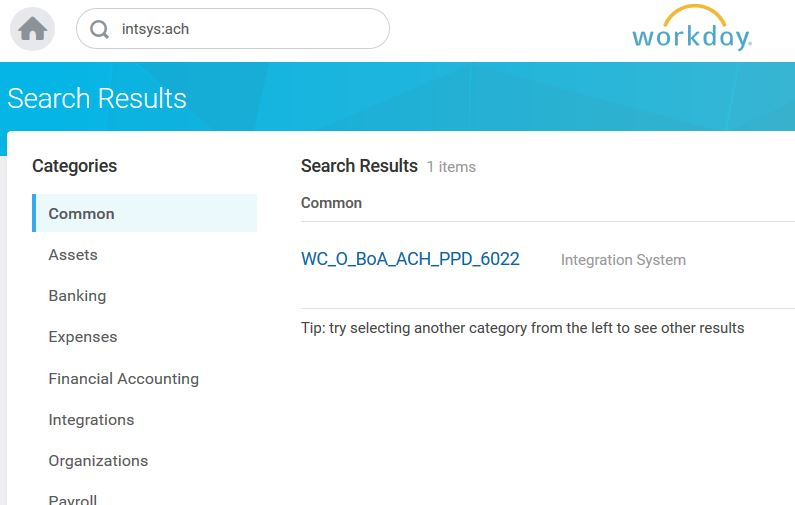 intsys:ach
workday.
Search Results
Categories
Common
Assets
Banking
Expenses
Financial Accounting
Integrations
Organizations
Payroll
Search Results 1 items
Common
WC_O_BoA_ACH_PPD_6022 Integration System
Tip: try selecting another category from the left to see other results